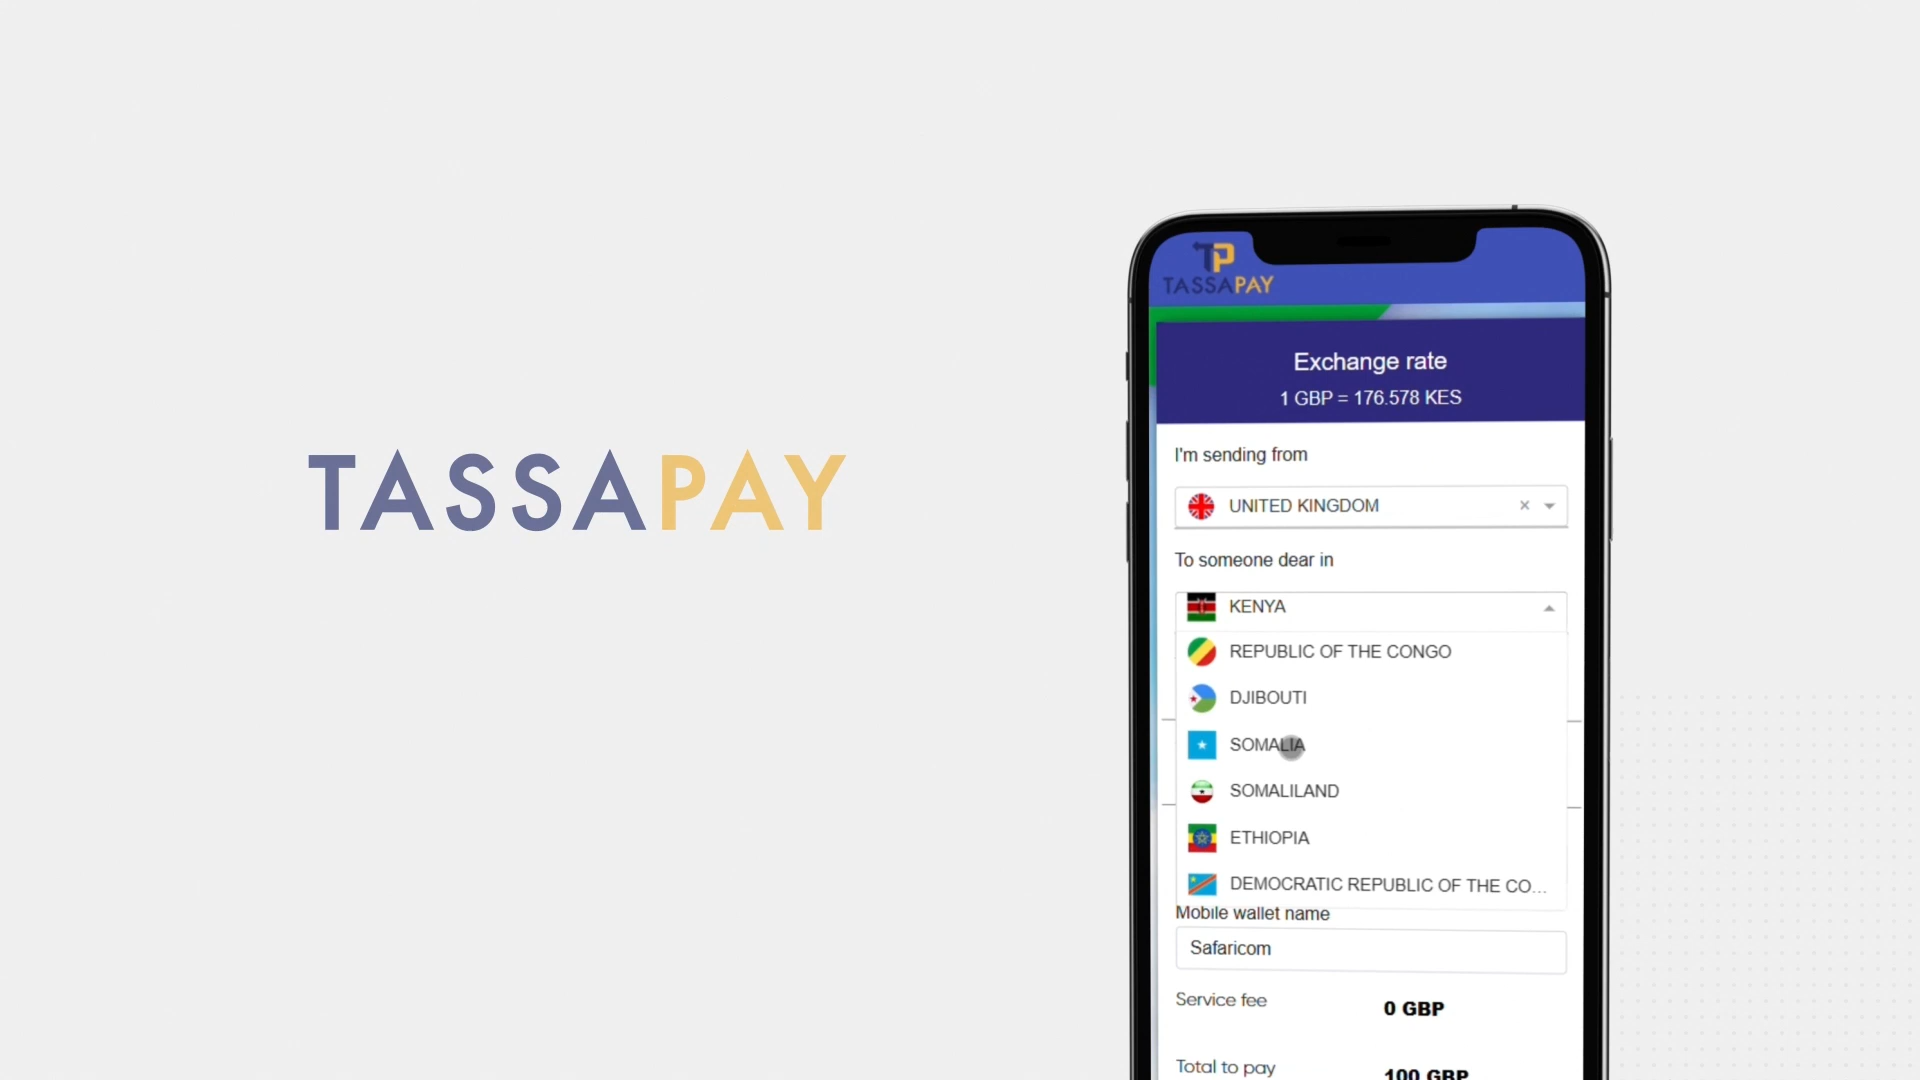 TASSAPAY
TP
TASSAPAY
Exchange rate
1 GBP = 176.578 KES
I'm sending from
UNITED KINGDOM
To someone dear in
KENYA
REPUBLIC OF THE CONGO
DJIBOUTI
SOMALIA
SOMALILAND
ETHIOPIA
DEMOCRATIC REPUBLIC OF THE CO...
Mobile wallet name
Safaricom
Service fee
0 GBP
Total to pay
100 GBP